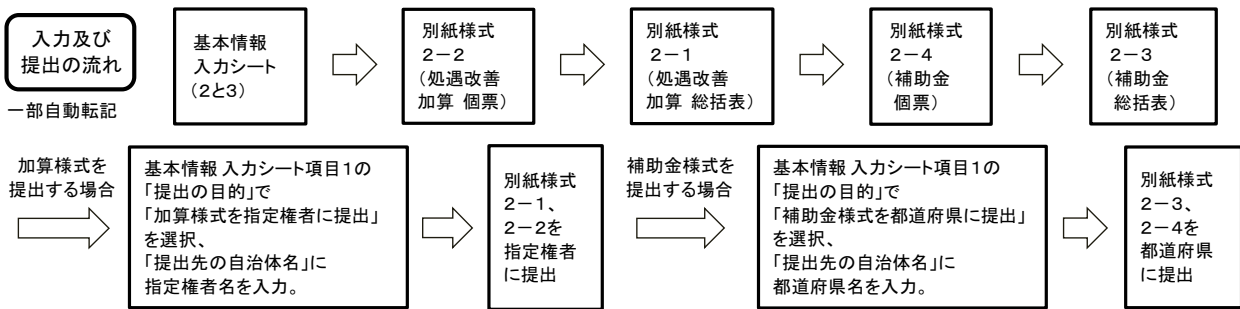 入力及び
提出の流れ
一部自動転記
基本情報
入力シート
（２と３）
別紙様式
２－２
（処遇改善
加算 個票）
別紙様式
２－１
（処遇改善
加算 総括表）
別紙様式
２－４
（補助金
個票）
別紙様式
２－３
（補助金
総括表）
加算様式を
提出する場合
基本情報 入力シート項目１の
「提出の目的」で
「加算様式を指定権者に提出」
を選択、
「提出先の自治体名」に
指定権者名を入力。
別紙様式
２－１、
２－２を
指定権者
に提出
補助金様式を
提出する場合
基本情報 入力シート項目１の
「提出の目的」で
「補助金様式を都道府県に提出」
を選択、
「提出先の自治体名」に
都道府県名を入力。
別紙様式
２－３、
２－４を
都道府県
に提出